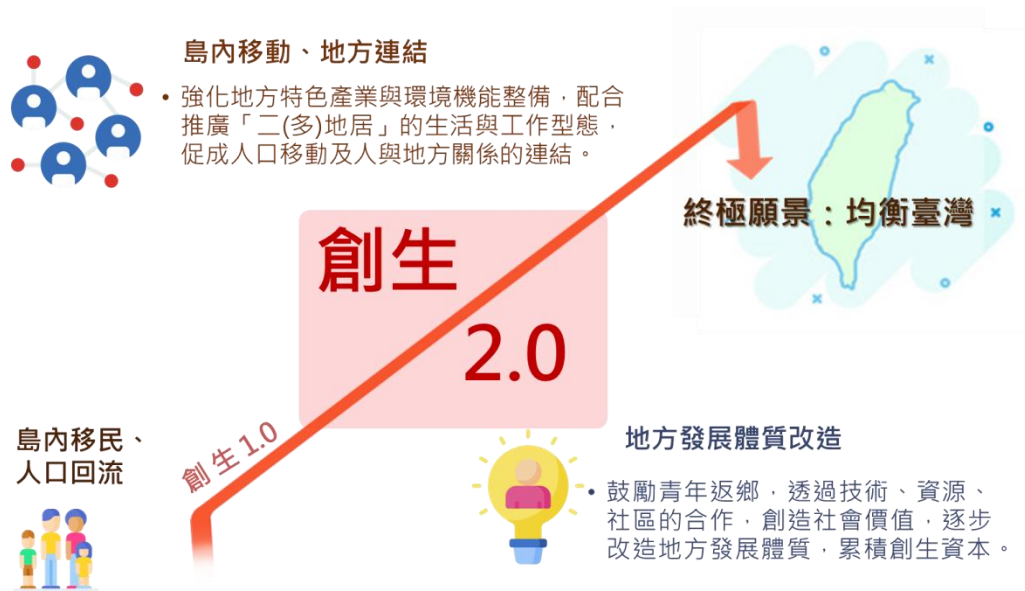 島內移動、地方連結
• 強化地方特色產業與環境機能整備，配合
推廣「二(多)地居」的生活與工作型態，
促成人口移動及人與地方關係的連結。
終極願景：均衡臺灣
創生
2.0
創生1.0
島內移民、
人口回流
地方發展體質改造
• 鼓勵青年返鄉，透過技術、資源、
社區的合作，創造社會價值，逐步
改造地方發展體質，累積創生資本。